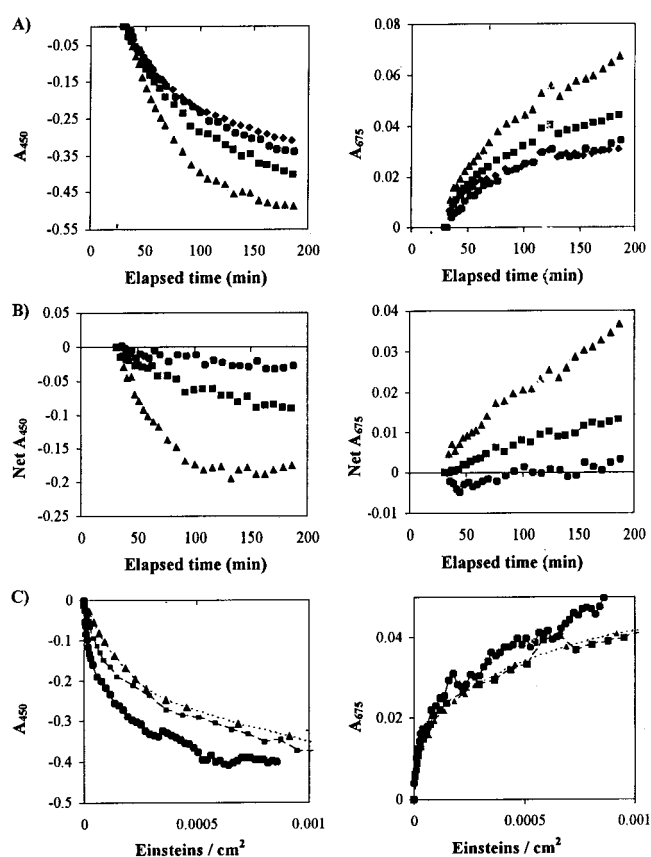 A)
-0.05
-0.15
-0.25
-0.35
-0.45
-0.55
A450
0 50 100 150 200
Elapsed time (min)
0.08
0.06
0.04
0.02
0
A675
0 50 100 150 200
Elapsed time (min)
B)
0.05
0
-0.05
-0.1
-0.15
-0.2
-0.25
Net A450
0 50 100 150 200
Elapsed time (min)
0.04
0.03
0.02
0.01
0
-0.01
Net A675
0 50 100 150 200
Elapsed time (min)
C)
0
-0.1
-0.2
-0.3
-0.4
-0.5
A450
0 0.0005 0.001
Einsteins / cm²
0.04
0.02
0
A675
0 0.0005 0.001
Einsteins / cm²